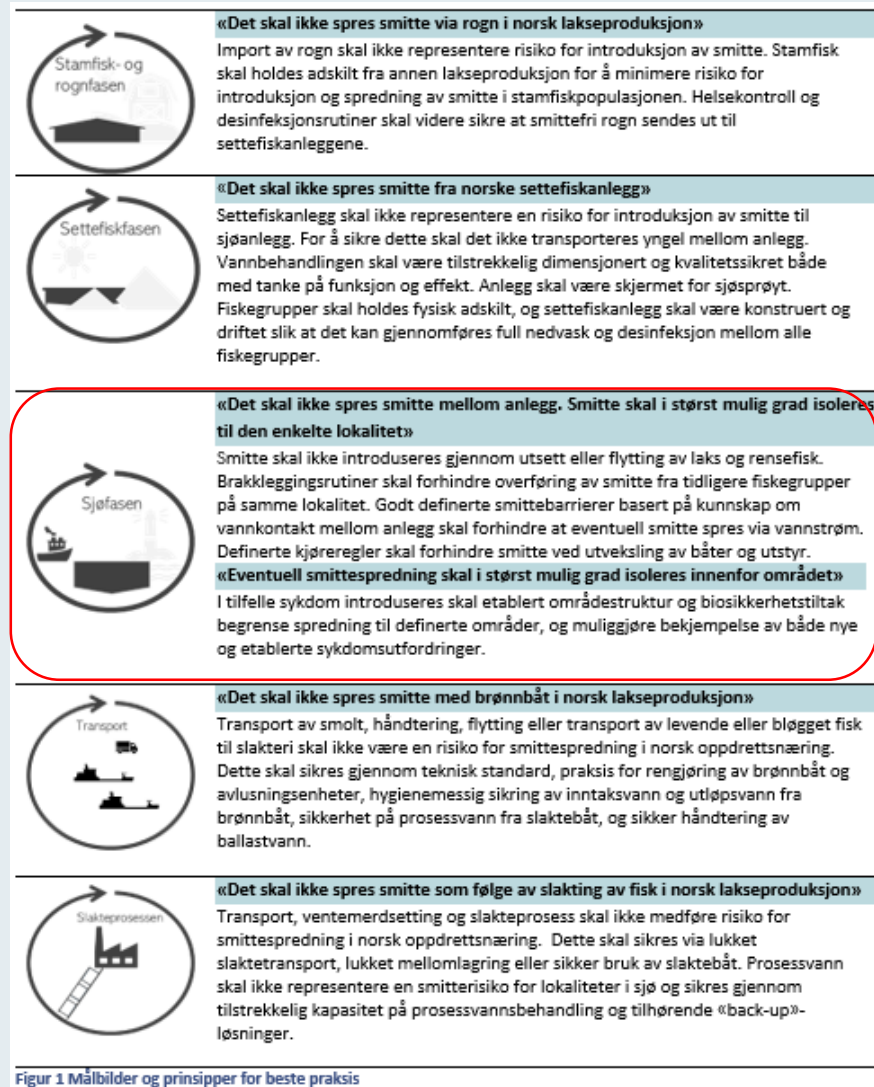 Stamfisk- og
rognfasen
«Det skal ikke spres smitte via rogn i norsk lakseproduksjon»
Import av rogn skal ikke representere risiko for introduksjon av smitte. Stamfisk
skal holdes adskilt fra annen lakseproduksjon for å minimere risiko for
introduksjon og spredning av smitte i stamfiskpopulasjonen. Helsekontroll og
desinfeksjonsrutiner skal videre sikre at smittefri rogn sendes ut til
settefiskanleggene.
Settefiskfasen
«Det skal ikke spres smitte fra norske settefiskanlegg»
Settefiskanlegg skal ikke representere en risiko for introduksjon av smitte til
sjøanlegg. For å sikre dette skal det ikke transporteres yngel mellom anlegg.
Vannbehandlingen skal være tilstrekkelig dimensjonert og kvalitetssikret både
med tanke på funksjon og effekt. Anlegg skal være skjermet for sjøsprøyt.
Fiskegrupper skal holdes fysisk adskilt, og settefiskanlegg skal være konstruert og
driftet slik at det kan gjennomføres full nedvask og desinfeksjon mellom alle
fiskegrupper.
Sjøfasen
«Det skal ikke spres smitte mellom anlegg. Smitte skal i størst mulig grad isoleres
til den enkelte lokalitet»
Smitte skal ikke introduseres gjennom utsett eller flytting av laks og rensefisk.
Brakkleggingsrutiner skal forhindre overføring av smitte fra tidligere fiskegrupper
på samme lokalitet. Godt definerte smittebarrierer basert på kunnskap om
vannkontakt mellom anlegg skal forhindre at eventuell smitte spres via vannstrøm.
Definerte kjøreregler skal forhindre smitte ved utveksling av båter og utstyr.
«Eventuell smittespredning skal i størst mulig grad isoleres innenfor området»
I tilfelle sykdom introduseres skal etablert områdestruktur og biosikkerhetstiltak
begrense spredning til definerte områder, og muliggjøre bekjempelse av både nye
og etablerte sykdomsutfordringer.
Transport
«Det skal ikke spres smitte med brønnbåt i norsk lakseproduksjon»
Transport av smolt, håndtering, flytting eller transport av levende eller bløgget fisk
til slakteri skal ikke være en risiko for smittespredning i norsk oppdrettsnæring.
Dette skal sikres gjennom teknisk standard, praksis for rengjøring av brønnbåt og
avlusningsenheter, hygienemessig sikring av inntaksvann og utløpsvann fra
brønnbåt, sikkerhet på prosessvann fra slaktebåt, og sikker håndtering av
ballastvann.
Slakteprosessen
«Det skal ikke spres smitte som følge av slakting av fisk i norsk lakseproduksjon»
Transport, ventemerdsetting og slakteprosess skal ikke medføre risiko for
smittespredning i norsk oppdrettsnæring. Dette skal sikres via lukket
slaktetransport, lukket mellomlagring eller sikker bruk av slaktebåt. Prosessvann
skal ikke representere en smitterisiko for lokaliteter i sjø og sikres gjennom
tilstrekkelig kapasitet på prosessvannsbehandling og tilhørende «back-up»-
løsninger.
Figur 1 Målbilder og prinsipper for beste praksis